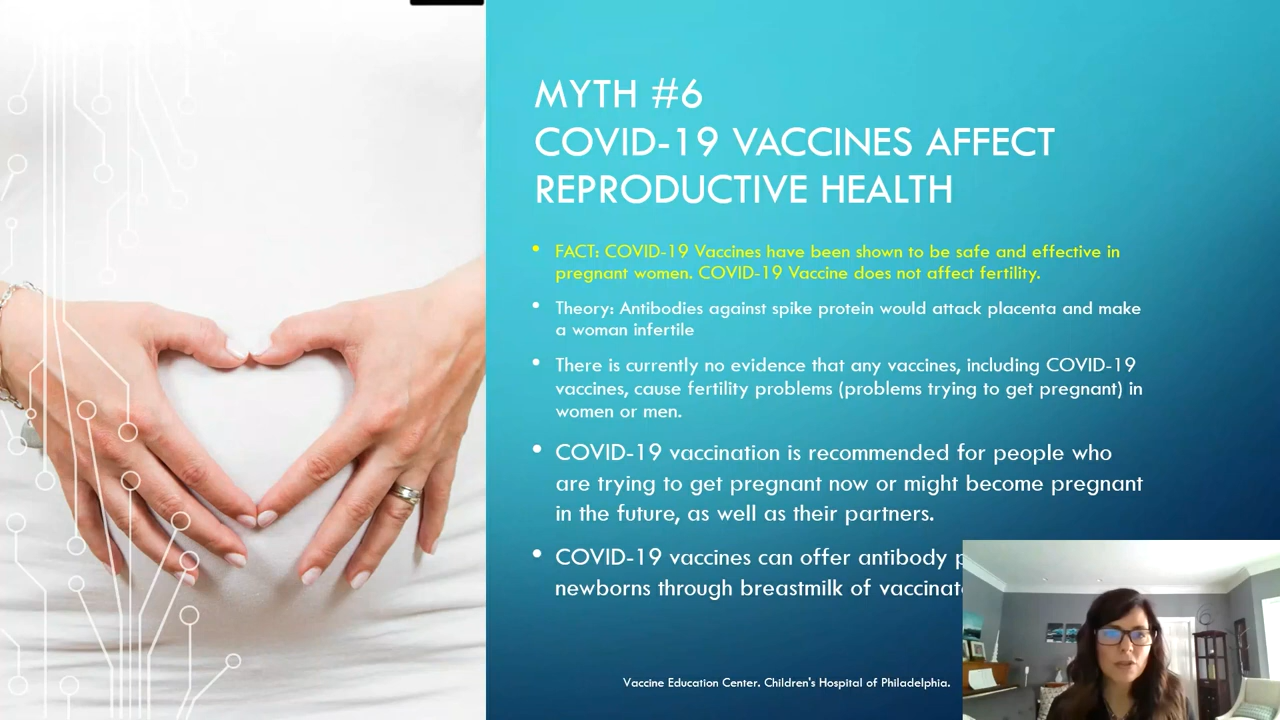 MYTH #6
COVID-19 VACCINES AFFECT
REPRODUCTIVE HEALTH
• FACT: COVID-19 Vaccines have been shown to be safe and effective in
pregnant women. COVID-19 Vaccine does not affect fertility.
• Theory: Antibodies against spike protein would attack placenta and make
a woman infertile
• There is currently no evidence that any vaccines, including COVID-19
vaccines, cause fertility problems (problems trying to get pregnant) in
women or men.
• COVID-19 vaccination is recommended for people who
are trying to get pregnant now or might become pregnant
in the future, as well as their partners.
• COVID-19 vaccines can offer antibody
newborns through breastmilk of
Vaccine Education Center. Children's Hospital of Philadelphia.